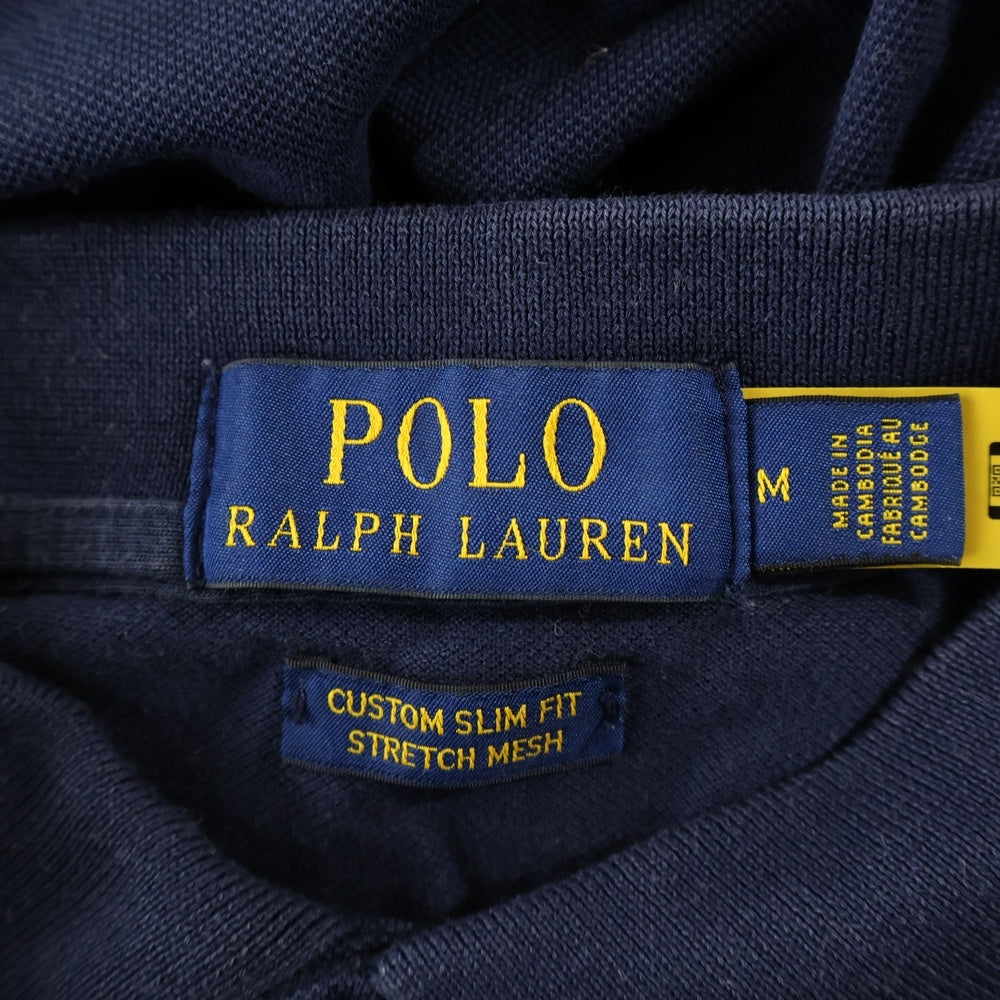 POLO
RALPH LAUREN
M
MADE IN
CAMBODIA
FABRIQUÉ AU
CAMBODGE
CUSTOM SLIM FIT
STRETCH MESH